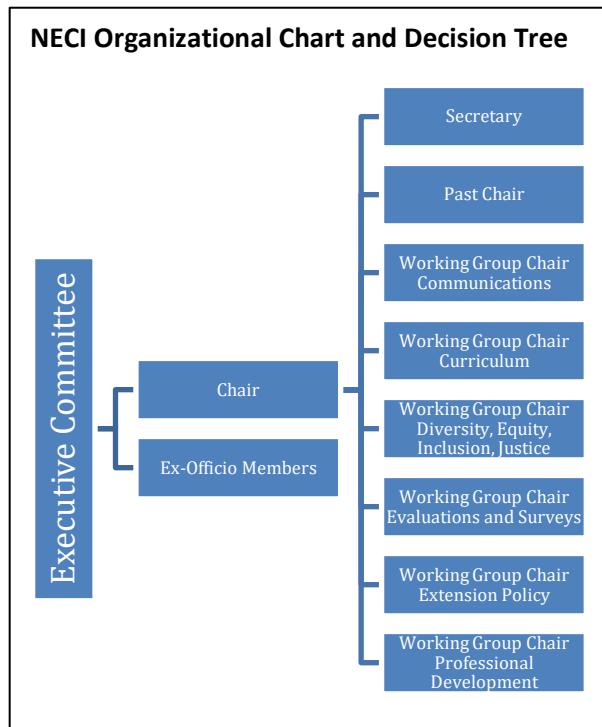 NECI Organizational Chart and Decision Tree
Executive Committee
Chair
Ex-Officio Members
Secretary
Past Chair
Working Group Chair
Communications
Working Group Chair
Curriculum
Working Group Chair
Diversity, Equity,
Inclusion, Justice
Working Group Chair
Evaluations and Surveys
Working Group Chair
Extension Policy
Working Group Chair
Professional
Development